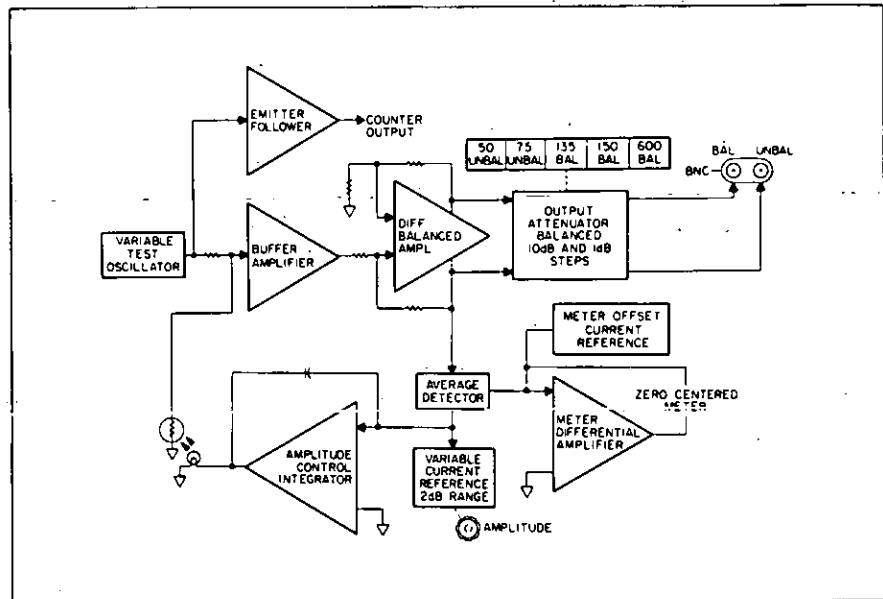 EMITTER
FOLLOWER
COUNTER
OUTPUT
50
UNBAL
75
UNBAL
135
BAL
150
BAL
600
BAL
BAL
UNBAL
BNC
VARIABLE
TEST
OSCILLATOR
BUFFER
AMPLIFIER
DIFF
BALANCED
AMPL
OUTPUT
ATTENUATOR
BALANCED
10dB AND 1dB
STEPS
METER OFFSET
CURRENT
REFERENCE
AVERAGE
DETECTOR
ZERO CENTERED
METER
METER
DIFFERENTIAL
AMPLIFIER
AMPLITUDE
CONTROL
INTEGRATOR
VARIABLE
CURRENT
REFERENCE
2dB RANGE
AMPLITUDE